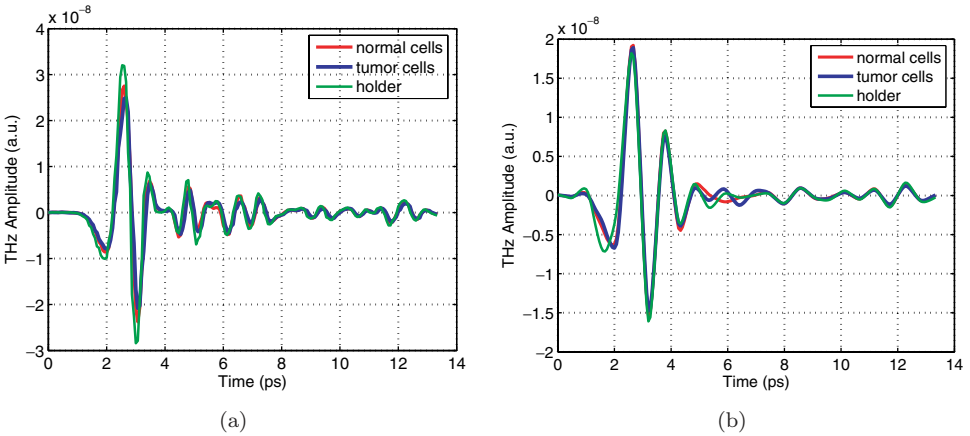 x 10⁻⁸
4
3
2
1
0
−1
−2
−3
THz Amplitude (a.u.)
normal cells
tumor cells
holder
0 2 4 6 8 10 12 14
Time (ps)
(a)
x 10⁻⁸
2
1.5
1
0.5
0
−0.5
−1
−1.5
−2
THz Amplitude (a.u.)
normal cells
tumor cells
holder
0 2 4 6 8 10 12 14
Time (ps)
(b)